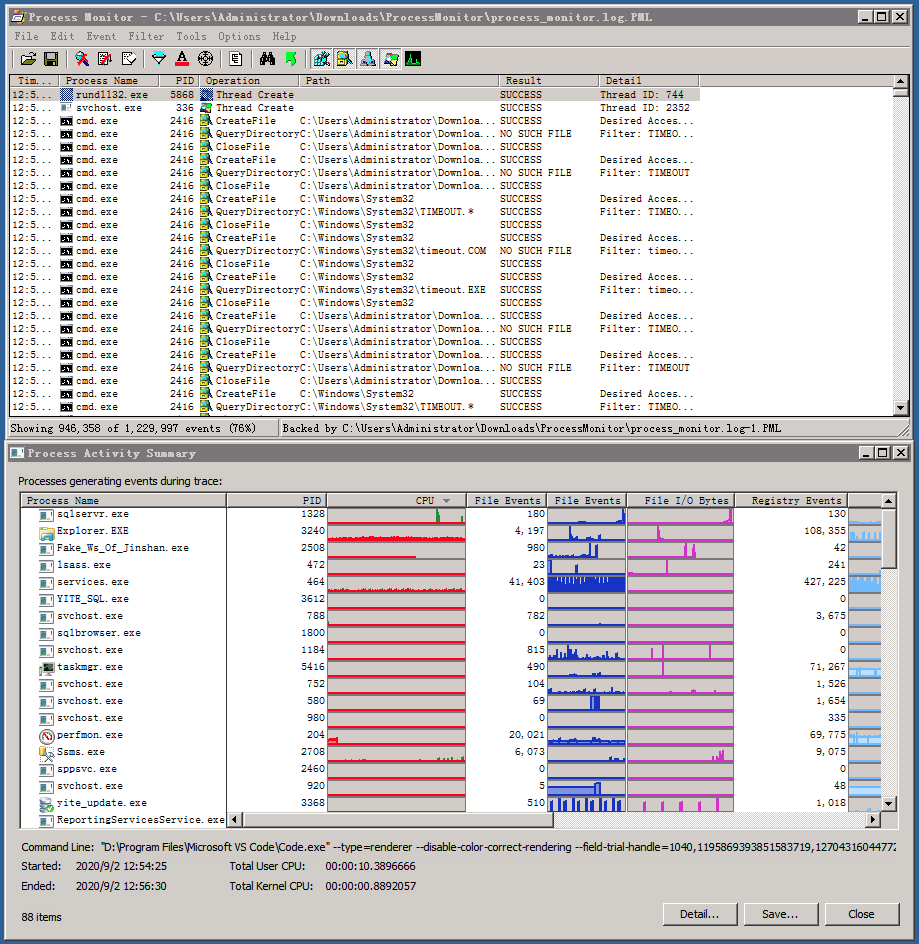 Process Monitor - C:\Users\Administrator\Downloads\ProcessMonitor\process_monitor.log.PML
File Edit Event Filter Tools Options Help
Tim... Process Name PID Operation Path Result Detail
12:5... rundll32.exe 5868 Thread Create SUCCESS Thread ID: 744
12:5... svchost.exe 336 Thread Create SUCCESS Thread ID: 2352
12:5... cmd.exe 2416 CreateFile C:\Users\Administrator\Downloa... SUCCESS Desired Acces...
12:5... cmd.exe 2416 QueryDirectory C:\Users\Administrator\Downloa... NO SUCH FILE Filter: TIMEO...
12:5... cmd.exe 2416 CloseFile C:\Users\Administrator\Downloa... SUCCESS
12:5... cmd.exe 2416 CreateFile C:\Users\Administrator\Downloa... SUCCESS Desired Acces...
12:5... cmd.exe 2416 QueryDirectory C:\Users\Administrator\Downloa... NO SUCH FILE Filter: TIMEOUT
12:5... cmd.exe 2416 CloseFile C:\Users\Administrator\Downloa... SUCCESS
12:5... cmd.exe 2416 CreateFile C:\Windows\System32 SUCCESS Desired Acces...
12:5... cmd.exe 2416 QueryDirectory C:\Windows\System32\TIMEOUT.* SUCCESS Filter: TIMEO...
12:5... cmd.exe 2416 CloseFile C:\Windows\System32 SUCCESS
12:5... cmd.exe 2416 CreateFile C:\Windows\System32 SUCCESS Desired Acces...
12:5... cmd.exe 2416 QueryDirectory C:\Windows\System32\timeout.COM NO SUCH FILE Filter: timeo...
12:5... cmd.exe 2416 CloseFile C:\Windows\System32 SUCCESS
12:5... cmd.exe 2416 CreateFile C:\Windows\System32 SUCCESS Desired Acces...
12:5... cmd.exe 2416 QueryDirectory C:\Windows\System32\timeout.EXE SUCCESS Filter: timeo...
12:5... cmd.exe 2416 CloseFile C:\Windows\System32 SUCCESS
12:5... cmd.exe 2416 CreateFile C:\Users\Administrator\Downloa... SUCCESS Desired Acces...
12:5... cmd.exe 2416 QueryDirectory C:\Users\Administrator\Downloa... NO SUCH FILE Filter: TIMEO...
12:5... cmd.exe 2416 CloseFile C:\Users\Administrator\Downloa... SUCCESS
12:5... cmd.exe 2416 CreateFile C:\Users\Administrator\Downloa... SUCCESS Desired Acces...
12:5... cmd.exe 2416 QueryDirectory C:\Users\Administrator\Downloa... NO SUCH FILE Filter: TIMEOUT
12:5... cmd.exe 2416 CloseFile C:\Users\Administrator\Downloa... SUCCESS
12:5... cmd.exe 2416 CreateFile C:\Windows\System32 SUCCESS Desired Acces...
12:5... cmd.exe 2416 QueryDirectory C:\Windows\System32\TIMEOUT.* SUCCESS Filter: TIMEO...
Showing 946,358 of 1,229,997 events (76%) Backed by C:\Users\Administrator\Downloads\ProcessMonitor\process_monitor.log-1.PML
Process Activity Summary
Processes generating events during trace:
Process Name PID CPU File Events File Events File I/O Bytes Registry Events
sqlservr.exe 1328 180 130
Explorer.EXE 3240 4,197 108,355
Fake_Ws_Of_Jinshan.exe 2508 980 42
lsass.exe 472 23 241
services.exe 464 41,403 427,225
YITE_SQL.exe 3612 0 0
svchost.exe 788 782 3,675
sqlbrowser.exe 1800 0 0
svchost.exe 1184 815 0
taskmgr.exe 5416 490 71,267
svchost.exe 752 104 1,526
svchost.exe 580 69 1,654
svchost.exe 980 0 335
perfmon.exe 204 20,021 69,775
Ssms.exe 2708 6,073 9,075
sppsvc.exe 2460 0 0
svchost.exe 920 5 48
yite_update.exe 3368 510 1,018
ReportingServicesService.exe
Command Line: "D:\Program Files\Microsoft VS Code\Code.exe" --type=renderer --disable-color-correct-rendering --field-trial-handle=1040,1195869393851583719,12704316044772
Started: 2020/9/2 12:54:25 Total User CPU: 00:00:10.3896666
Ended: 2020/9/2 12:56:30 Total Kernel CPU: 00:00:00.8892057
88 items Detail... Save... Close